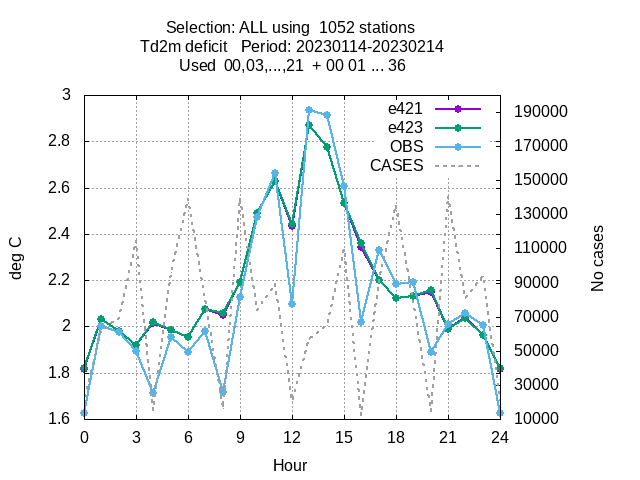 Selection: ALL using  1052 stations
Td2m deficit   Period: 20230114-20230214
Used  00,03,...,21  + 00 01 ... 36
3
2.8
2.6
2.4
2.2
2
1.8
1.6
deg C
e421
e423
OBS
CASES
190000
170000
150000
130000
110000
90000
70000
50000
30000
10000
No cases
0 3 6 9 12 15 18 21 24
Hour